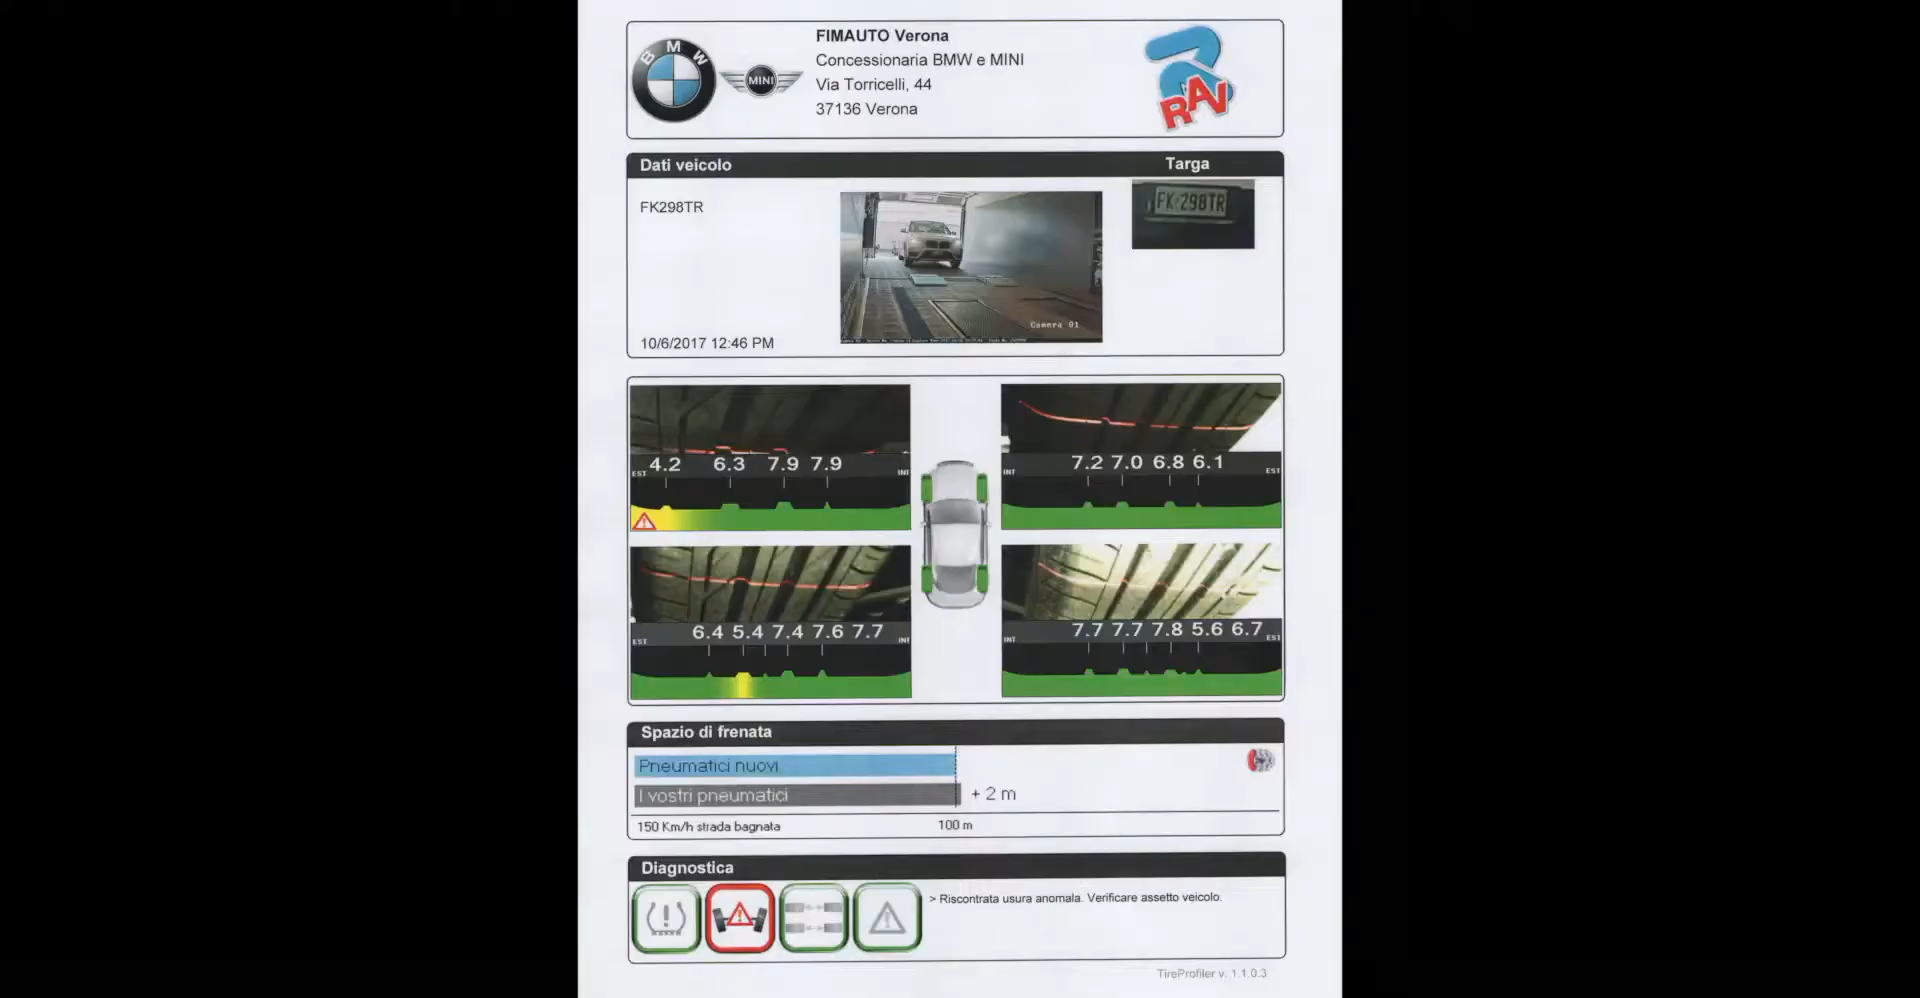 BMW
MINI
FIMAUTO Verona
Concessionaria BMW e MINI
Via Torricelli, 44
37136 Verona
RAV
Dati veicolo
Targa
FK298TR
FK 298TR
Camera 01
10/6/2017 12:46 PM
EST 4.2 6.3 7.9 7.9 INT
INT 7.2 7.0 6.8 6.1 EST
EST 6.4 5.4 7.4 7.6 7.7 INT
INT 7.7 7.7 7.8 5.6 6.7 EST
Spazio di frenata
Pneumatici nuovi
I vostri pneumatici + 2 m
150 Km/h strada bagnata 100 m
Diagnostica
> Riscontrata usura anomala. Verificare assetto veicolo.
TireProfiler v. 1.1.0.3